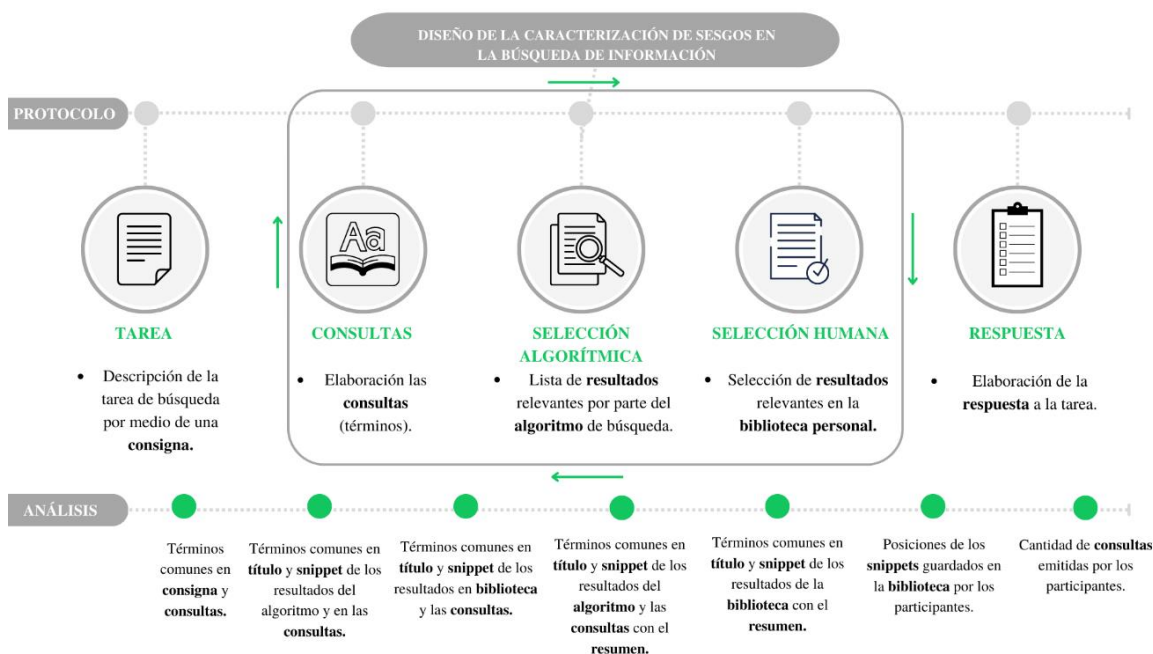 DISEÑO DE LA CARACTERIZACIÓN DE SESGOS EN
LA BÚSQUEDA DE INFORMACIÓN
PROTOCOLO
Aa
TAREA
• Descripción de la
tarea de búsqueda
por medio de una
consigna.
CONSULTAS
• Elaboración las
consultas
(términos).
SELECCIÓN
ALGORÍTMICA
• Lista de resultados
relevantes por parte del
algoritmo de búsqueda.
SELECCIÓN HUMANA
• Selección de resultados
relevantes en la
biblioteca personal.
RESPUESTA
• Elaboración de la
respuesta a la tarea.
ANÁLISIS
Términos
comunes en
consigna y
consultas.
Términos comunes en
título y snippet de los
resultados del
algoritmo y en las
consultas.
Términos comunes en
título y snippet de los
resultados en biblioteca
y las consultas.
Términos comunes en
título y snippet de los
resultados del
algoritmo y las
consultas con el
resumen.
Términos comunes en
título y snippet de los
resultados de la
biblioteca con el
resumen.
Posiciones de los
snippets guardados en
la biblioteca por los
participantes.
Cantidad de consultas
emitidas por los
participantes.